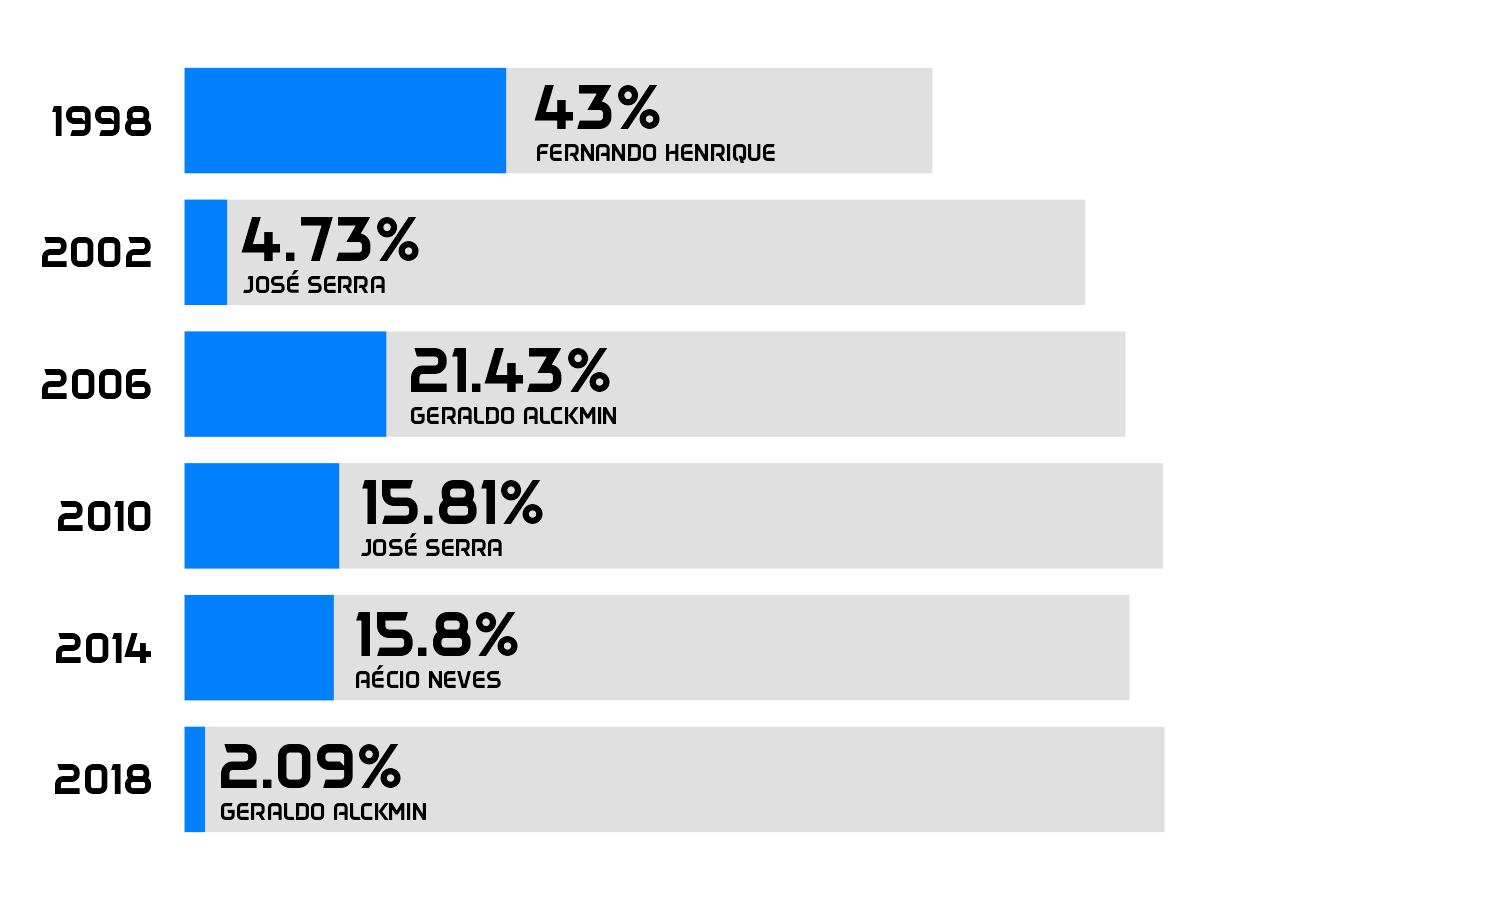 1998
43%
FERNANDO HENRIQUE
2002
4.73%
JOSÉ SERRA
2006
21.43%
GERALDO ALCKMIN
2010
15.81%
JOSÉ SERRA
2014
15.8%
AÉCIO NEVES
2018
2.09%
GERALDO ALCKMIN